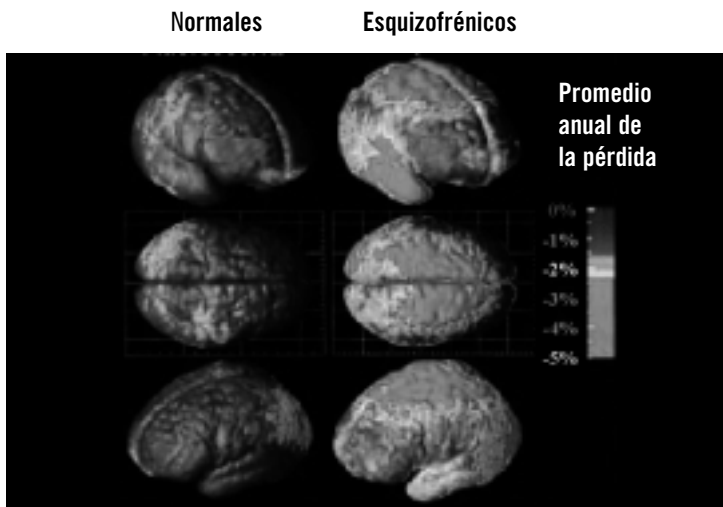 Normales Esquizofrénicos
Promedio
anual de
la pérdida
0%
-1%
-2%
-3%
-4%
-5%